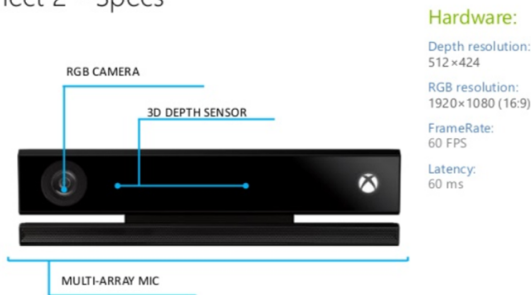 Specs
Hardware:
Depth resolution:
512×424
RGB resolution:
1920×1080 (16:9)
FrameRate:
60 FPS
Latency:
60 ms
RGB CAMERA
3D DEPTH SENSOR
MULTI-ARRAY MIC